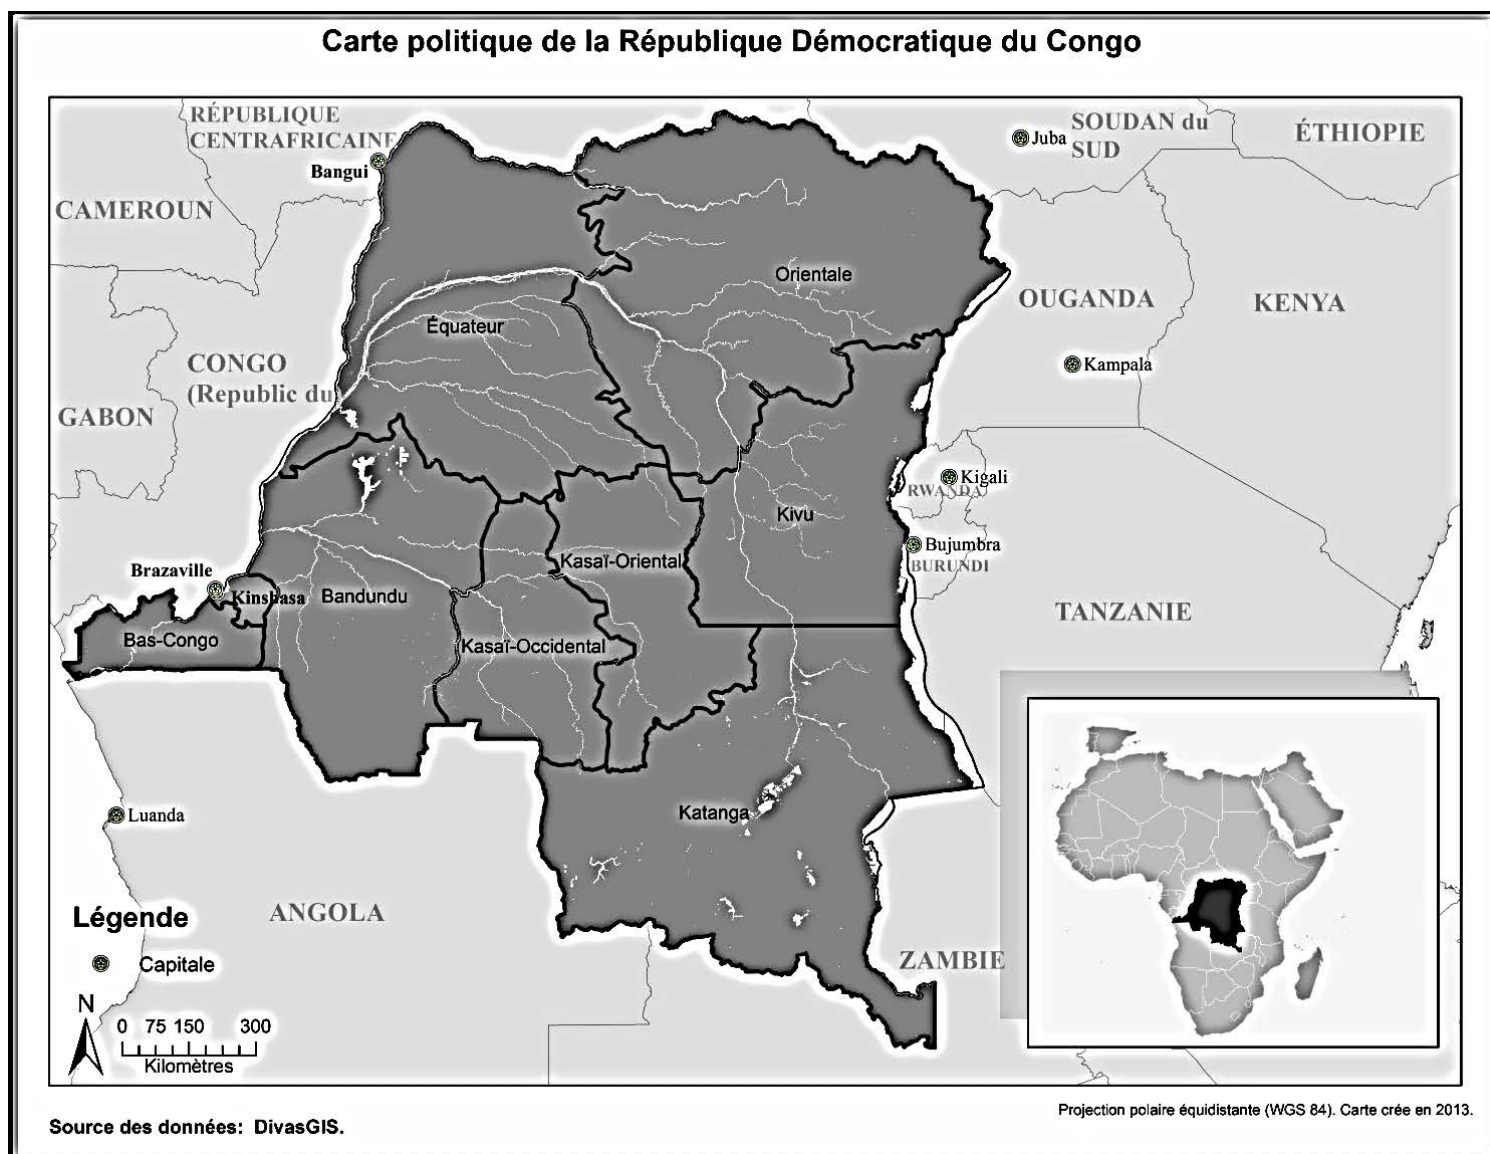 Carte politique de la République Démocratique du Congo
RÉPUBLIQUE
CENTRAFRICAINE
Bangui
Juba
SOUDAN du
SUD
ÉTHIOPIE
CAMEROUN
Orientale
OUGANDA
KENYA
Équateur
CONGO
(Republic du
Kampala
GABON
Kigali
RWANDA
Kivu
Bujumbra
BURUNDI
Kasaï-Oriental
Brazaville
Kinshasa
Bandundu
TANZANIE
Bas-Congo
Kasaï-Occidental
Luanda
Katanga
ANGOLA
ZAMBIE
Légende
Capitale
N
0 75 150 300
Kilomètres
Projection polaire équidistante (WGS 84). Carte crée en 2013.
Source des données: DivasGIS.